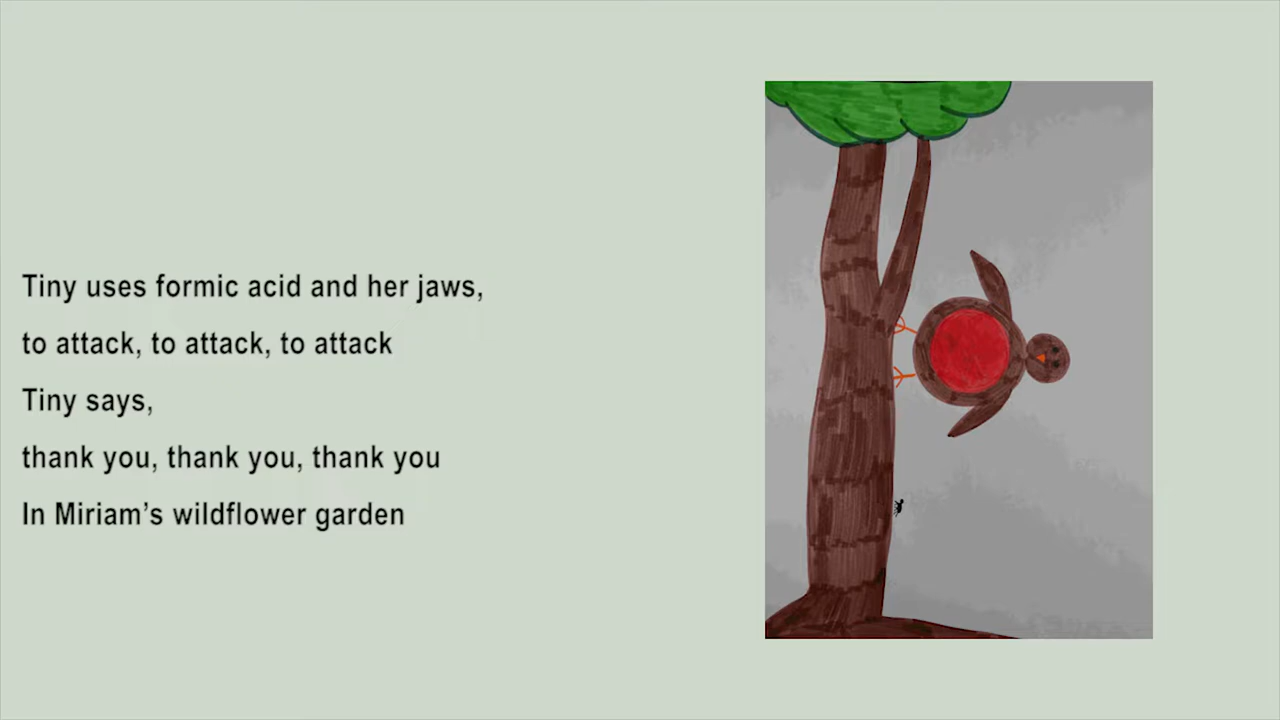 Tiny uses formic acid and her jaws,
to attack, to attack, to attack
Tiny says,
thank you, thank you, thank you
In Miriam's wildflower garden